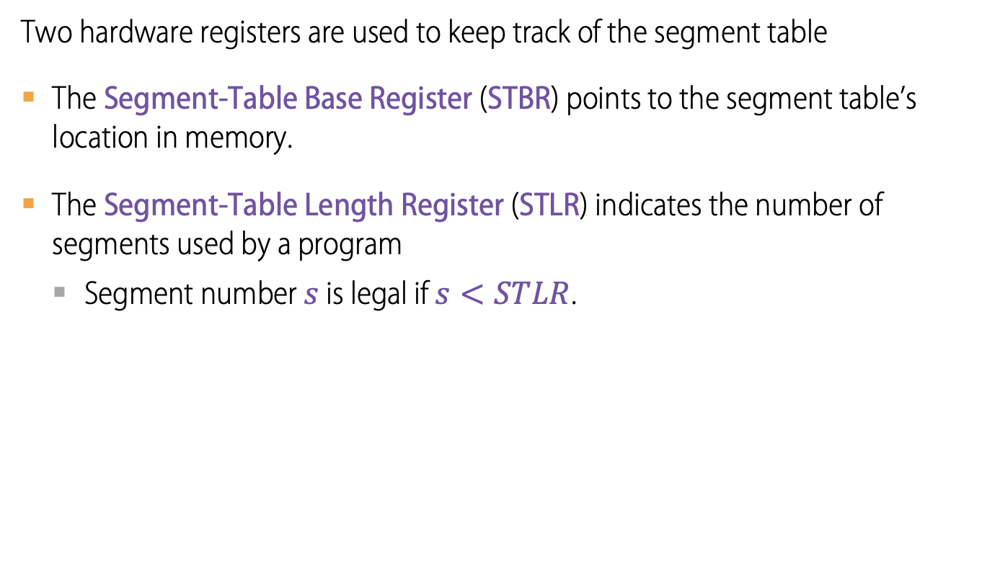 Two hardware registers are used to keep track of the segment table
▪ The Segment-Table Base Register (STBR) points to the segment table’s
location in memory.
▪ The Segment-Table Length Register (STLR) indicates the number of
segments used by a program
▪ Segment number s is legal if s < STLR.